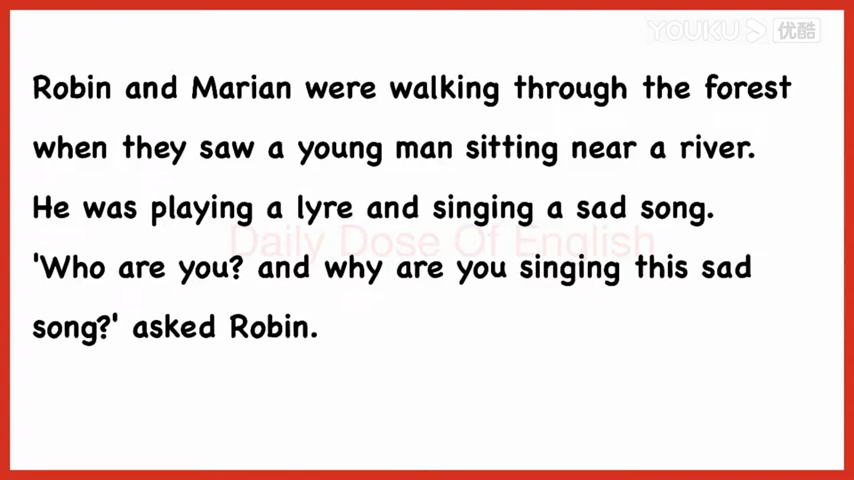 YOUKU 优酷
Robin and Marian were walking through the forest
when they saw a young man sitting near a river.
He was playing a lyre and singing a sad song.
Daily Dose Of English
'Who are you? and why are you singing this sad
song?' asked Robin.